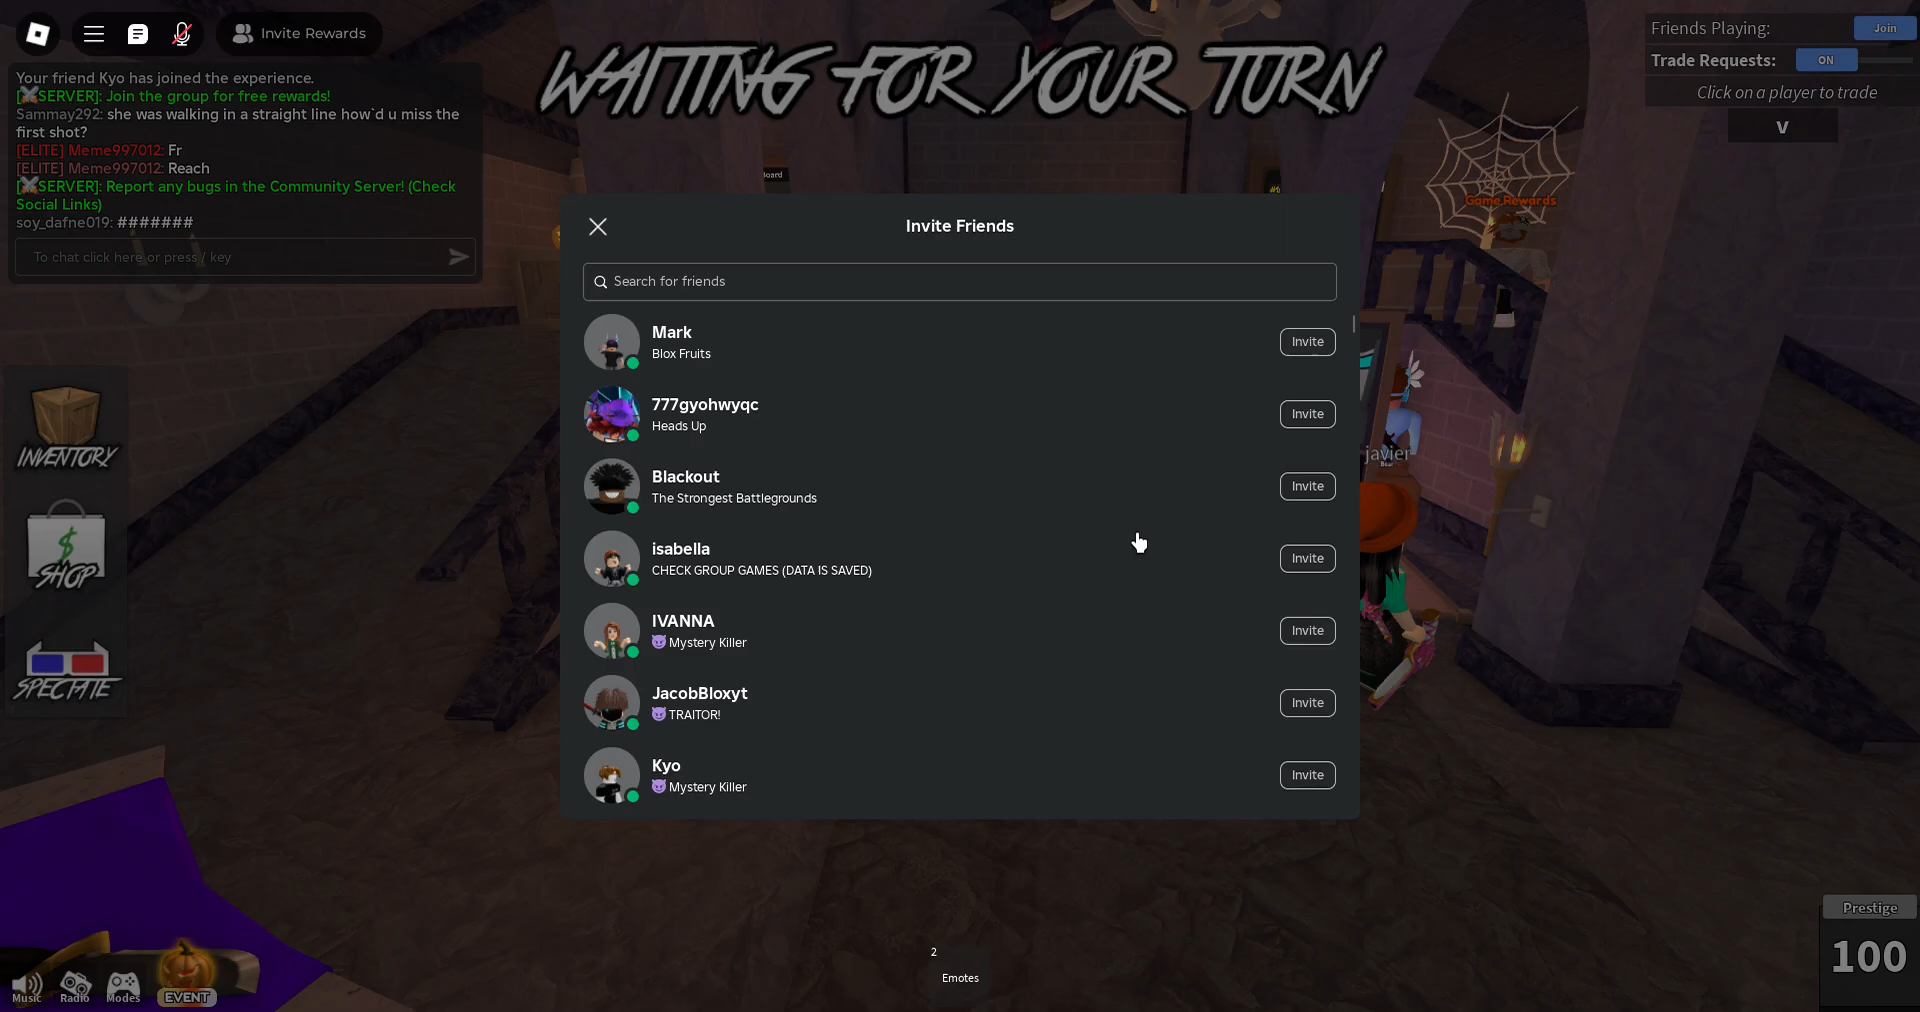 Invite Rewards
WAITING FOR YOUR TURN
Friends Playing:
Join
Trade Requests:
ON
Click on a player to trade
V
Your friend Kyo has joined the experience.
[⚔SERVER]: Join the group for free rewards!
Sammay292: she was walking in a straight line how`d u miss the
first shot?
[ELITE] Meme997012: Fr
[ELITE] Meme997012: Reach
[⚔SERVER]: Report any bugs in the Community Server! (Check
Social Links)
soy_dafne019: #######
To chat click here or press / key
Game Rewards
Invite Friends
Search for friends
Mark
Blox Fruits
Invite
777gyohwyqc
Heads Up
Invite
Blackout
The Strongest Battlegrounds
Invite
isabella
CHECK GROUP GAMES (DATA IS SAVED)
Invite
IVANNA
😈 Mystery Killer
Invite
JacobBloxyt
😈 TRAITOR!
Invite
Kyo
😈 Mystery Killer
Invite
javier
INVENTORY
$
SHOP
SPECTATE
Music
Radio
Modes
EVENT
2
Emotes
Prestige
100